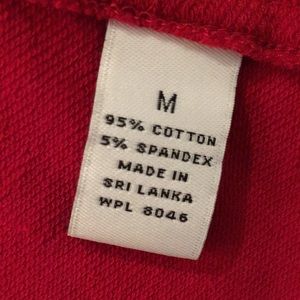 M
95% COTTON
5% SPANDEX
MADE IN
SRI LANKA
WPL 8046